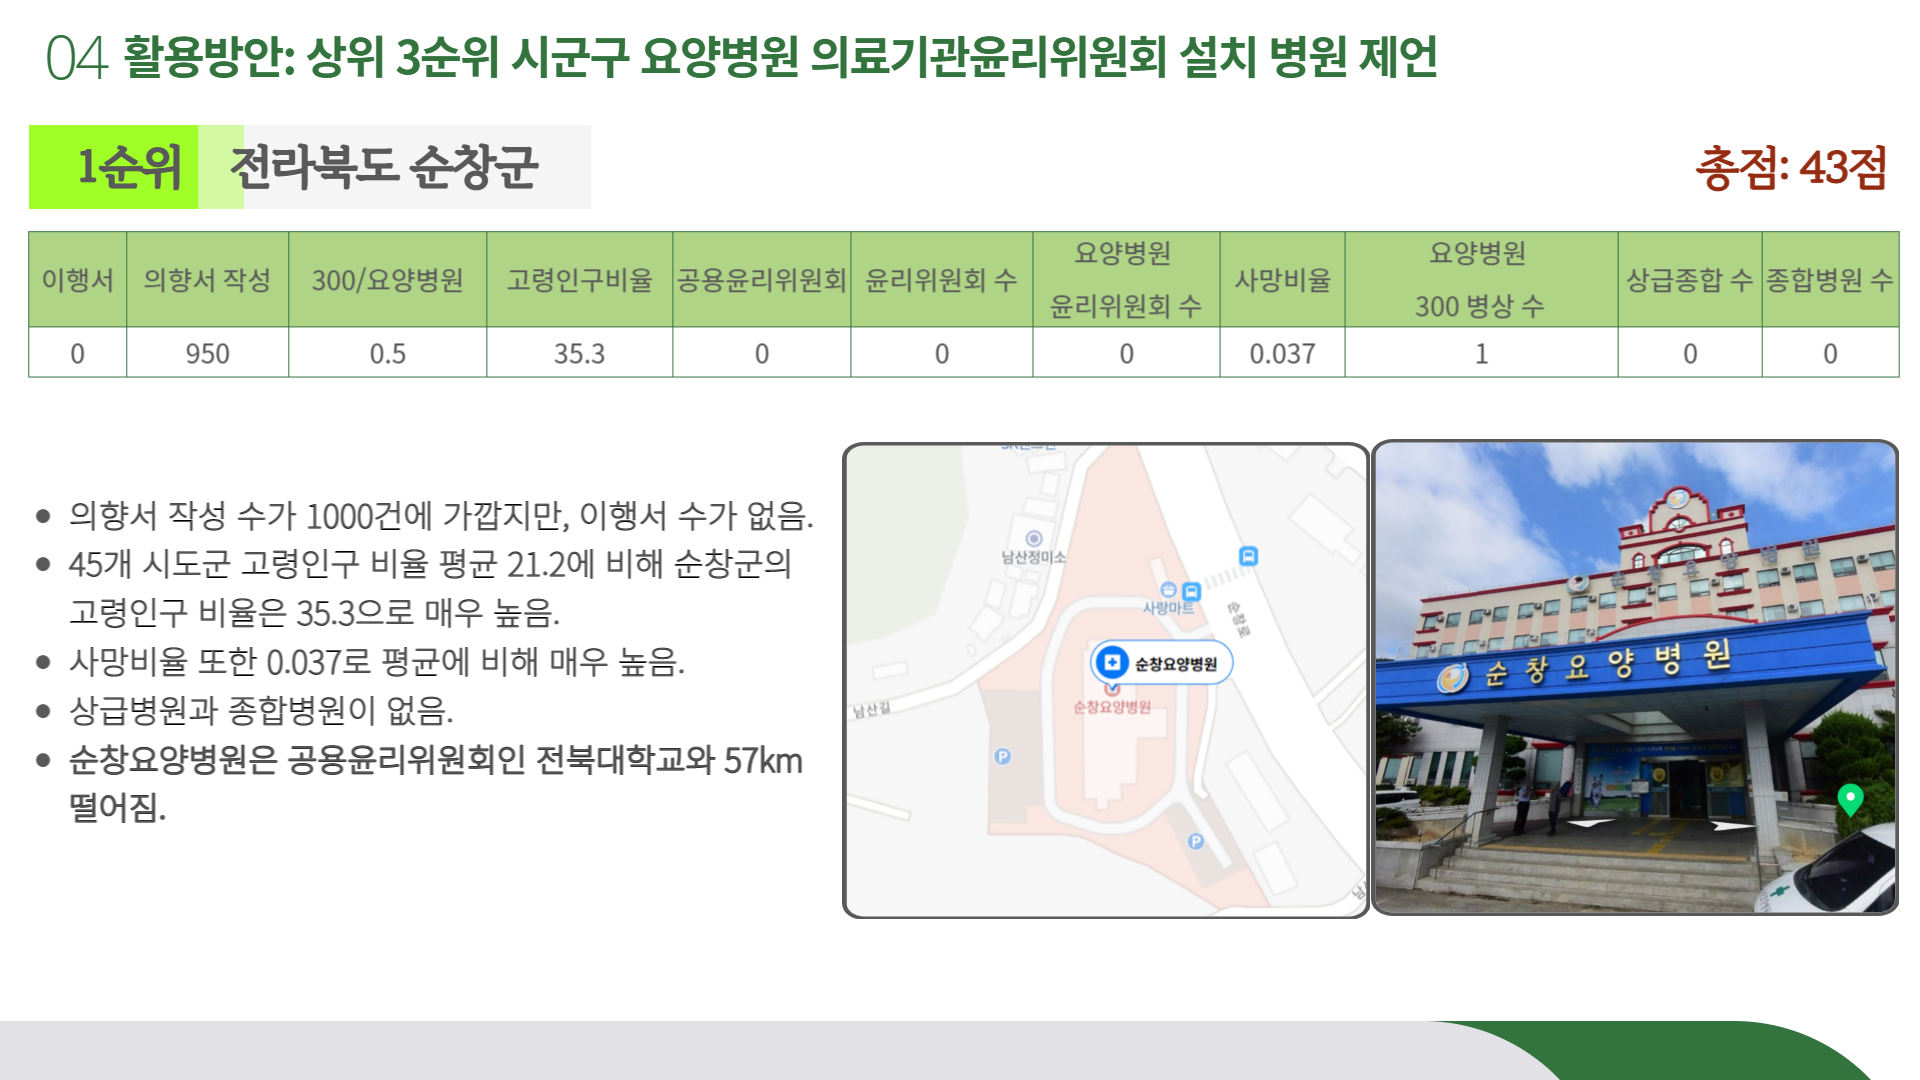 04 활용방안: 상위 3순위 시군구 요양병원 의료기관윤리위원회 설치 병원 제언
1순위 전라북도 순창군
총점: 43점
이행서 의향서 작성 300/요양병원 고령인구비율 공용윤리위원회 윤리위원회 수 요양병원 윤리위원회 수 사망비율 요양병원 300 병상 수 상급종합 수 종합병원 수
0 950 0.5 35.3 0 0 0 0.037 1 0 0
• 의향서 작성 수가 1000건에 가깝지만, 이행서 수가 없음.
• 45개 시도군 고령인구 비율 평균 21.2에 비해 순창군의
고령인구 비율은 35.3으로 매우 높음.
• 사망비율 또한 0.037로 평균에 비해 매우 높음.
• 상급병원과 종합병원이 없음.
• 순창요양병원은 공용윤리위원회인 전북대학교와 57km
떨어짐.
남산정미소
사랑마트
순창로
순창요양병원
순창요양병원
남산길
P
P
순창요양병원
순창요양병원